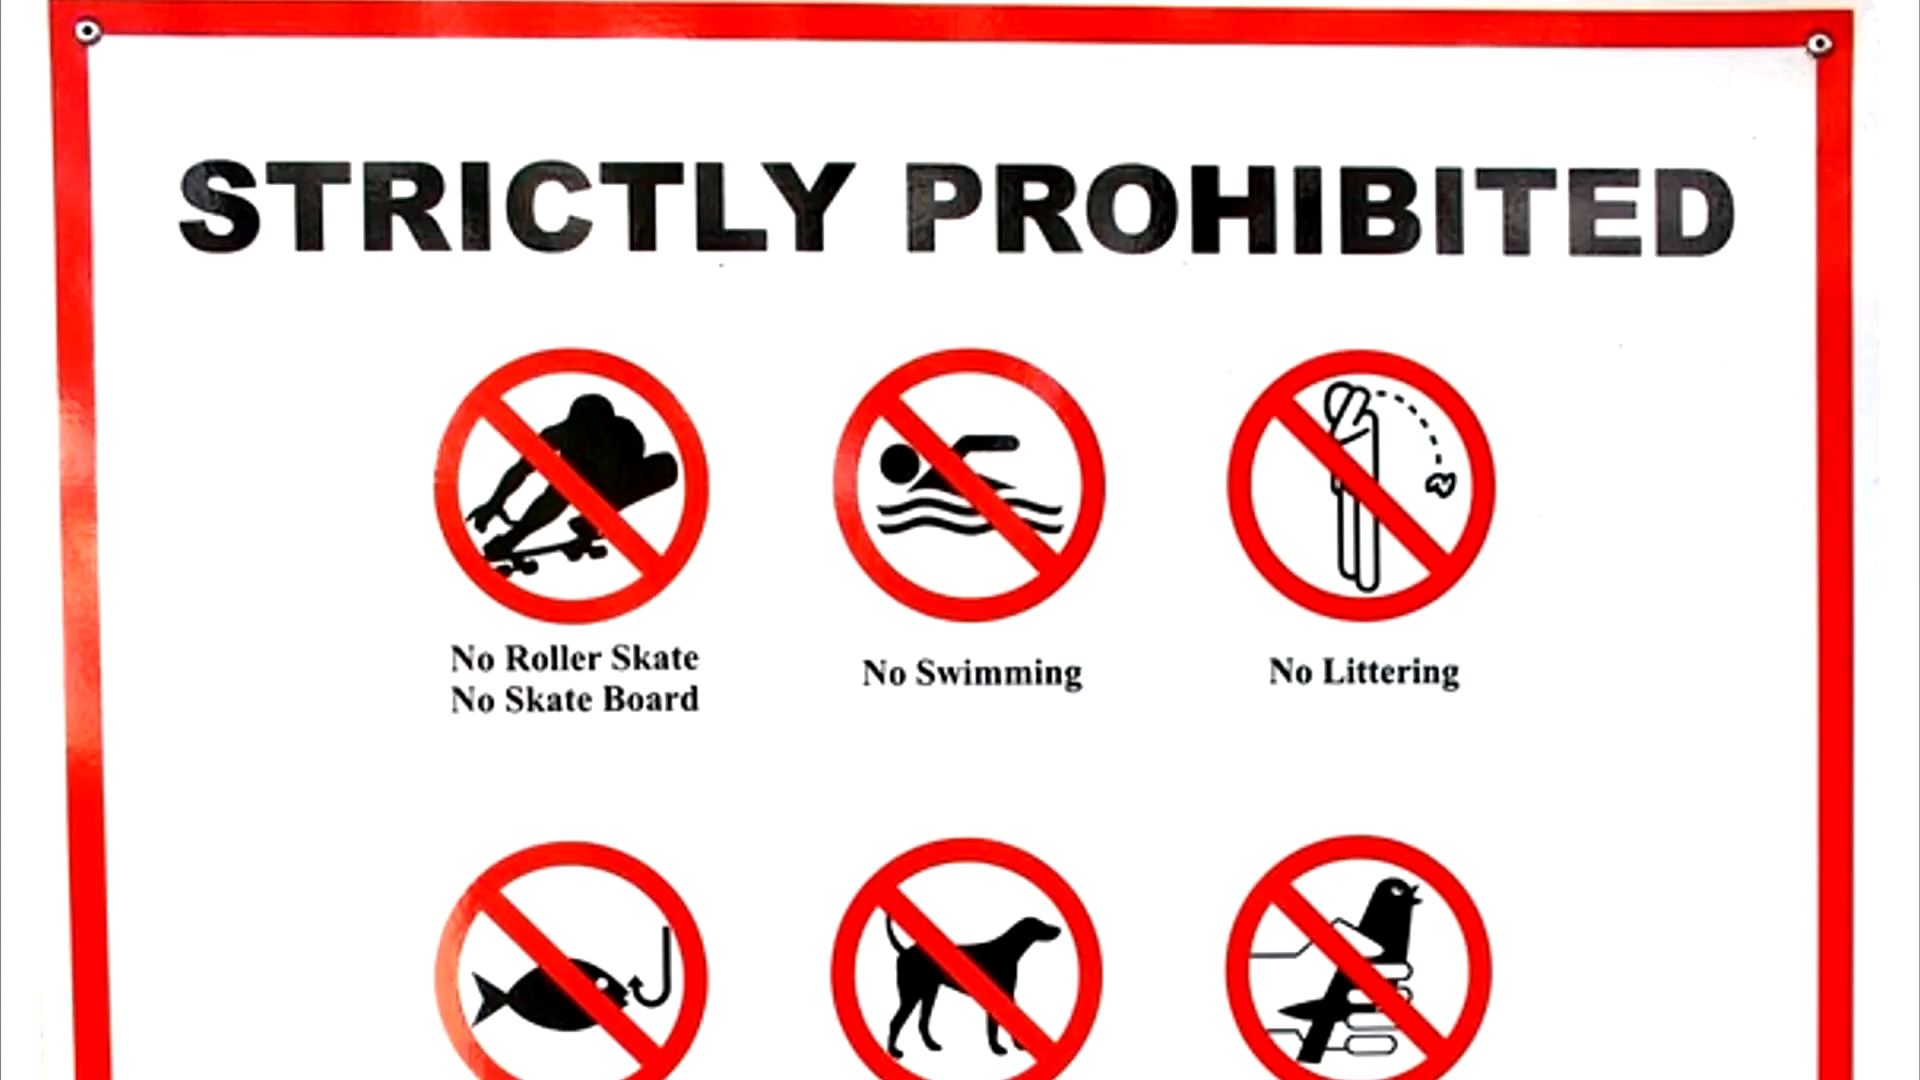 STRICTLY PROHIBITED
No Roller Skate
No Skate Board
No Swimming
No Littering